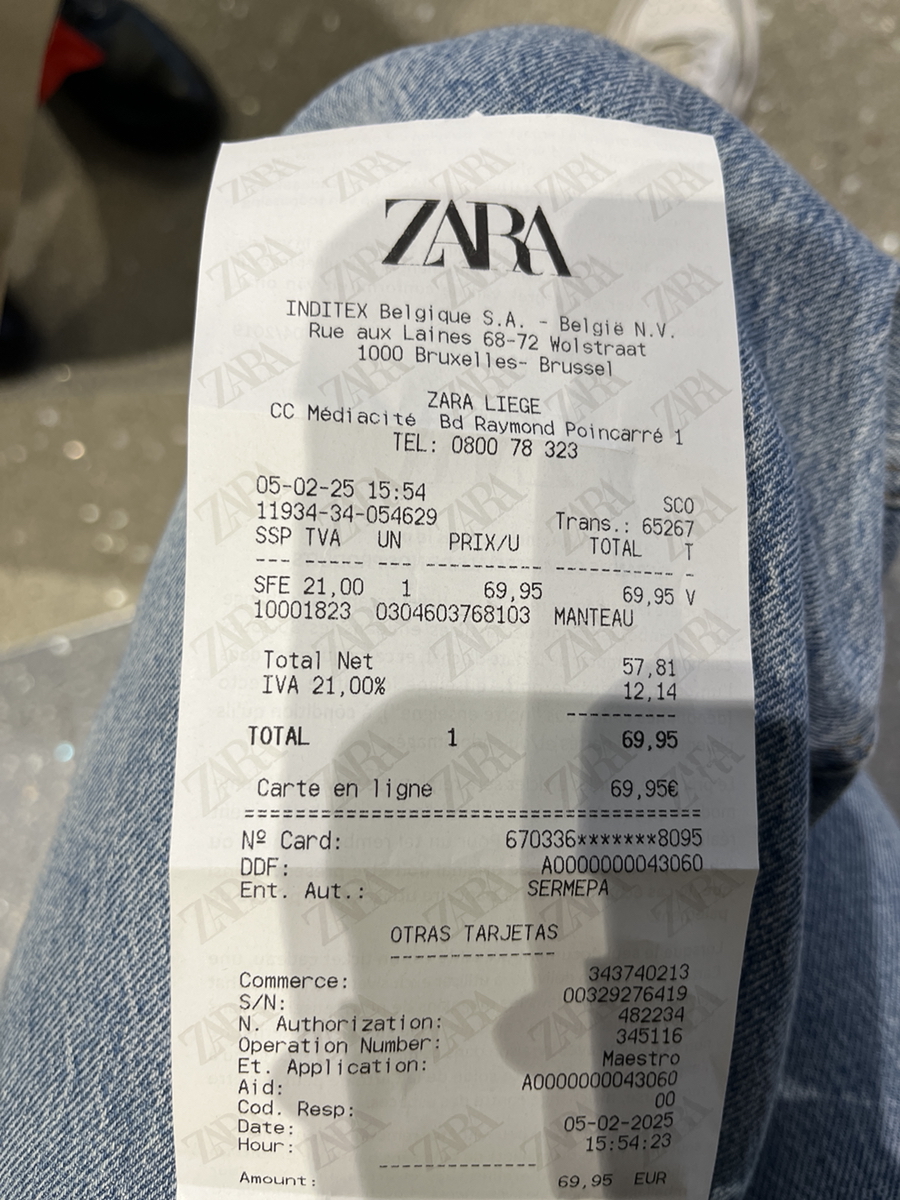 ZARA
INDITEX Belgique S.A. - België N.V.
Rue aux Laines 68-72 Wolstraat
1000 Bruxelles- Brussel
ZARA LIEGE
CC Médiacité Bd Raymond Poincarré 1
TEL: 0800 78 323
05-02-25 15:54 SCO
11934-34-054629 Trans.: 65267
SSP TVA UN PRIX/U TOTAL T
--- ----- --- ---------- ----------- -
SFE 21,00 1 69,95 69,95 V
10001823 0304603768103 MANTEAU
Total Net 57,81
IVA 21,00% 12,14
----------
TOTAL 1 69,95
Carte en ligne 69,95€
========================================
Nº Card: 670336*******8095
DDF: A0000000043060
Ent. Aut.: SERMEPA
OTRAS TARJETAS
--------------
Commerce: 343740213
S/N: 00329276419
N. Authorization: 482234
Operation Number: 345116
Et. Application: Maestro
Aid: A0000000043060
Cod. Resp: 00
Date: 05-02-2025
Hour: 15:54:23
--------------
Amount: 69,95 EUR